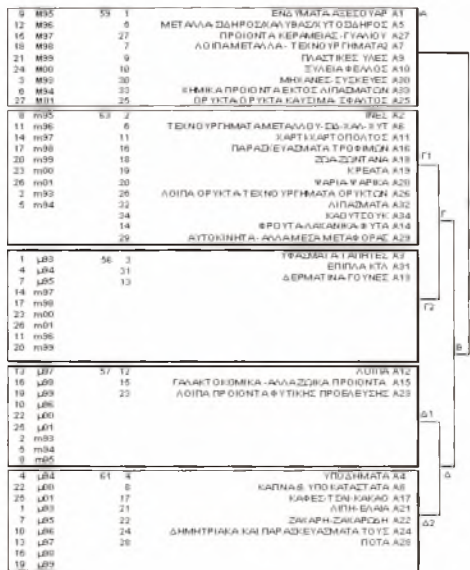 9 M95 59 1 ΕΝΔΥΜΑΤΑ-ΑΞΕΣΟΥΑΡ A1 A
12 M96 5 ΜΕΤΑΛΛΑ-ΣΙΔΗΡΟΣ/ΧΑΛΥΒΑΣ/ΧΥΤΟΣΙΔΗΡΟΣ A5
15 M97 27 ΠΡΟΙΟΝΤΑ ΚΕΡΑΜΕΙΑΣ-ΓΥΑΛΙΟΥ A27
18 M98 7 ΛΟΙΠΑ ΜΕΤΑΛΛΑ - ΤΕΧΝΟΥΡΓΗΜΑΤΑ A7
21 M99 9 ΠΛΑΣΤΙΚΕΣ ΥΛΕΣ A9
24 M00 10 ΞΥΛΕΙΑ ΦΕΛΛΟΣ A10
3 M93 30 ΜΗΧΑΝΕΣ-ΣΥΣΚΕΥΕΣ A30
6 M94 33 ΧΗΜΙΚΑ ΠΡΟΙΟΝΤΑ ΕΚΤΟΣ ΛΙΠΑΣΜΑΤΩΝ A33
27 M01 25 ΟΡΥΚΤΑ ΟΡΥΚΤΑ ΚΑΥΣΙΜΑ- ΣΦΑΛΤΟΣ A25
8 m95 63 2 ΙΝΕΣ A2
11 m96 6 ΤΕΧΝΟΥΡΓΗΜΑΤΑ ΜΕΤΑΛΛΟΥ-ΣΙΔ-ΧΑΛ-ΧΥΤ A6
14 m97 11 ΧΑΡΤΙ-ΧΑΡΤΟΠΟΛΤΟΣ A11
17 m98 16 ΠΑΡΑΣΚΕΥΑΣΜΑΤΑ ΤΡΟΦΙΜΩΝ A16
20 m99 18 ΖΩΑ-ΖΩΝΤΑΝΑ A18 Γ1
23 m00 19 ΚΡΕΑΤΑ A19
26 m01 20 ΨΑΡΙΑ-ΨΑΡΙΚΑ A20
2 m93 26 ΛΟΙΠΑ ΟΡΥΚΤΑ-ΤΕΧΝΟΥΡΓΗΜΑΤΑ ΟΡΥΚΤΩΝ A26
5 m94 32 ΛΙΠΑΣΜΑΤΑ A32
34 ΚΑΟΥΤΣΟΥΚ A34 Γ
14 ΦΡΟΥΤΑ-ΛΑΧΑΝΙΚΑ-ΦΥΤΑ A14
29 ΑΥΤΟΚΙΝΗΤΑ- ΑΛΛΑ ΜΕΣΑ ΜΕΤΑΦΟΡΑΣ A29
1 μ93 56 3 ΥΦΑΣΜΑΤΑ-ΤΑΠΗΤΕΣ A3
4 μ94 31 ΕΠΙΠΛΑ ΚΤΛ A31
7 μ95 13 ΔΕΡΜΑΤΙΝΑ-ΓΟΥΝΕΣ A13
14 m97
17 m98 Γ2
23 m00
26 m01
11 m96 B
20 m99
13 μ97 57 12 ΛΟΙΠΑ A12
16 μ98 15 ΓΑΛΑΚΤΟΚΟΜΙΚΑ -ΑΛΛΑ ΖΩΙΚΑ ΠΡΟΙΟΝΤΑ A15
19 μ99 23 ΛΟΙΠΑ ΠΡΟΙΟΝΤΑ ΦΥΤΙΚΗΣ ΠΡΟΕΛΕΥΣΗΣ A23
10 μ96
22 μ00 Δ1
25 μ01
2 m93
5 m94
8 m95
4 μ94 61 4 ΥΠΟΔΗΜΑΤΑ A4 Δ
22 μ00 8 ΚΑΠΝΑ & ΥΠΟΚΑΤΑΣΤΑΤΑ A8
25 μ01 17 ΚΑΦΕΣ-ΤΣΑΙ-ΚΑΚΑΟ A17
1 μ93 21 ΛΙΠΗ-ΕΛΑΙΑ A21
7 μ95 22 ΖΑΧΑΡΗ-ΖΑΧΑΡΩΔΗ A22 Δ2
10 μ96 24 ΔΗΜΗΤΡΙΑΚΑ ΚΑΙ ΠΑΡΑΣΚΕΥΑΣΜΑΤΑ ΤΟΥΣ A24
13 μ97 28 ΠΟΤΑ A28
16 μ98
19 μ99